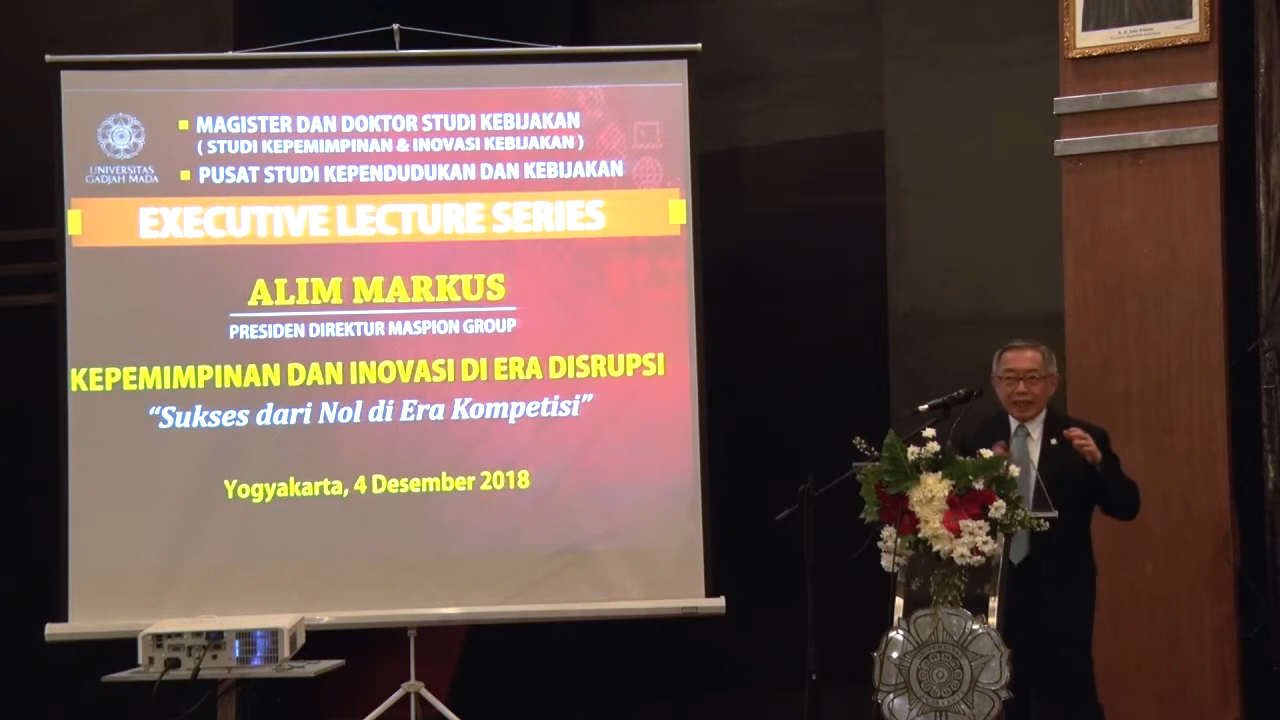 MAGISTER DAN DOKTOR STUDI KEBIJAKAN
( STUDI KEPEMIMPINAN & INOVASI KEBIJAKAN )
PUSAT STUDI KEPENDUDUKAN DAN KEBIJAKAN
UNIVERSITAS
GADJAH MADA
EXECUTIVE LECTURE SERIES
ALIM MARKUS
PRESIDEN DIREKTUR MASPION GROUP
KEPEMIMPINAN DAN INOVASI DI ERA DISRUPSI
“Sukses dari Nol di Era Kompetisi”
Yogyakarta, 4 Desember 2018